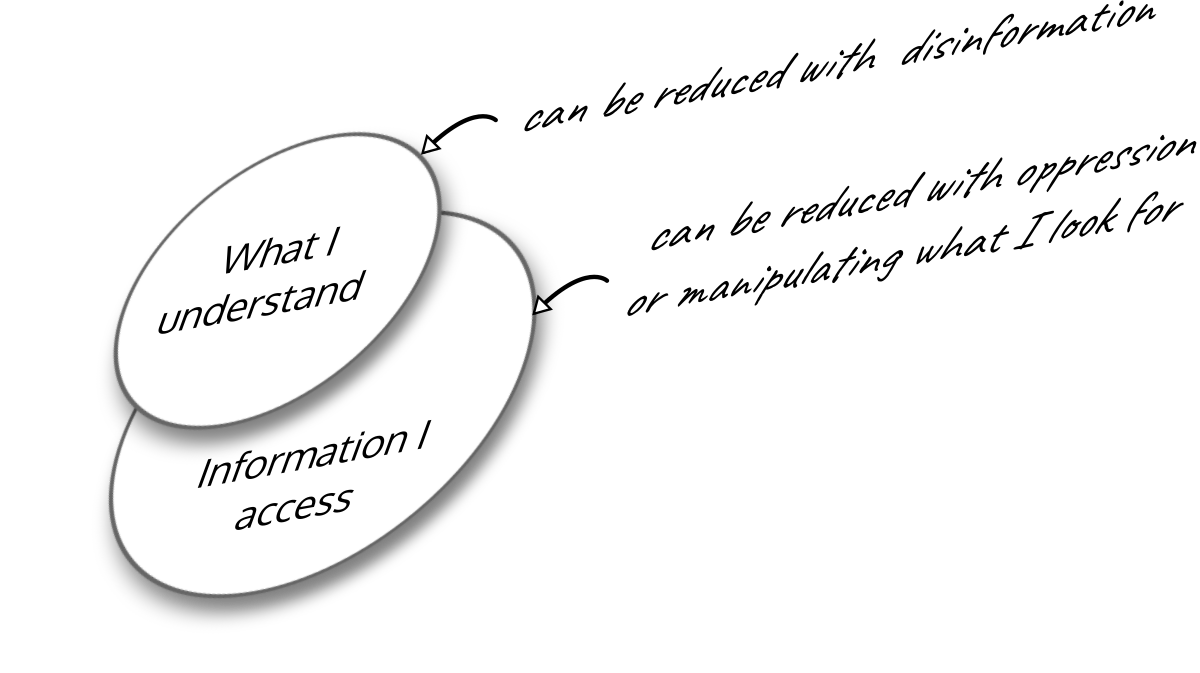 can be reduced with disinformation
can be reduced with oppression
or manipulating what I look for
What I
understand
Information I
access